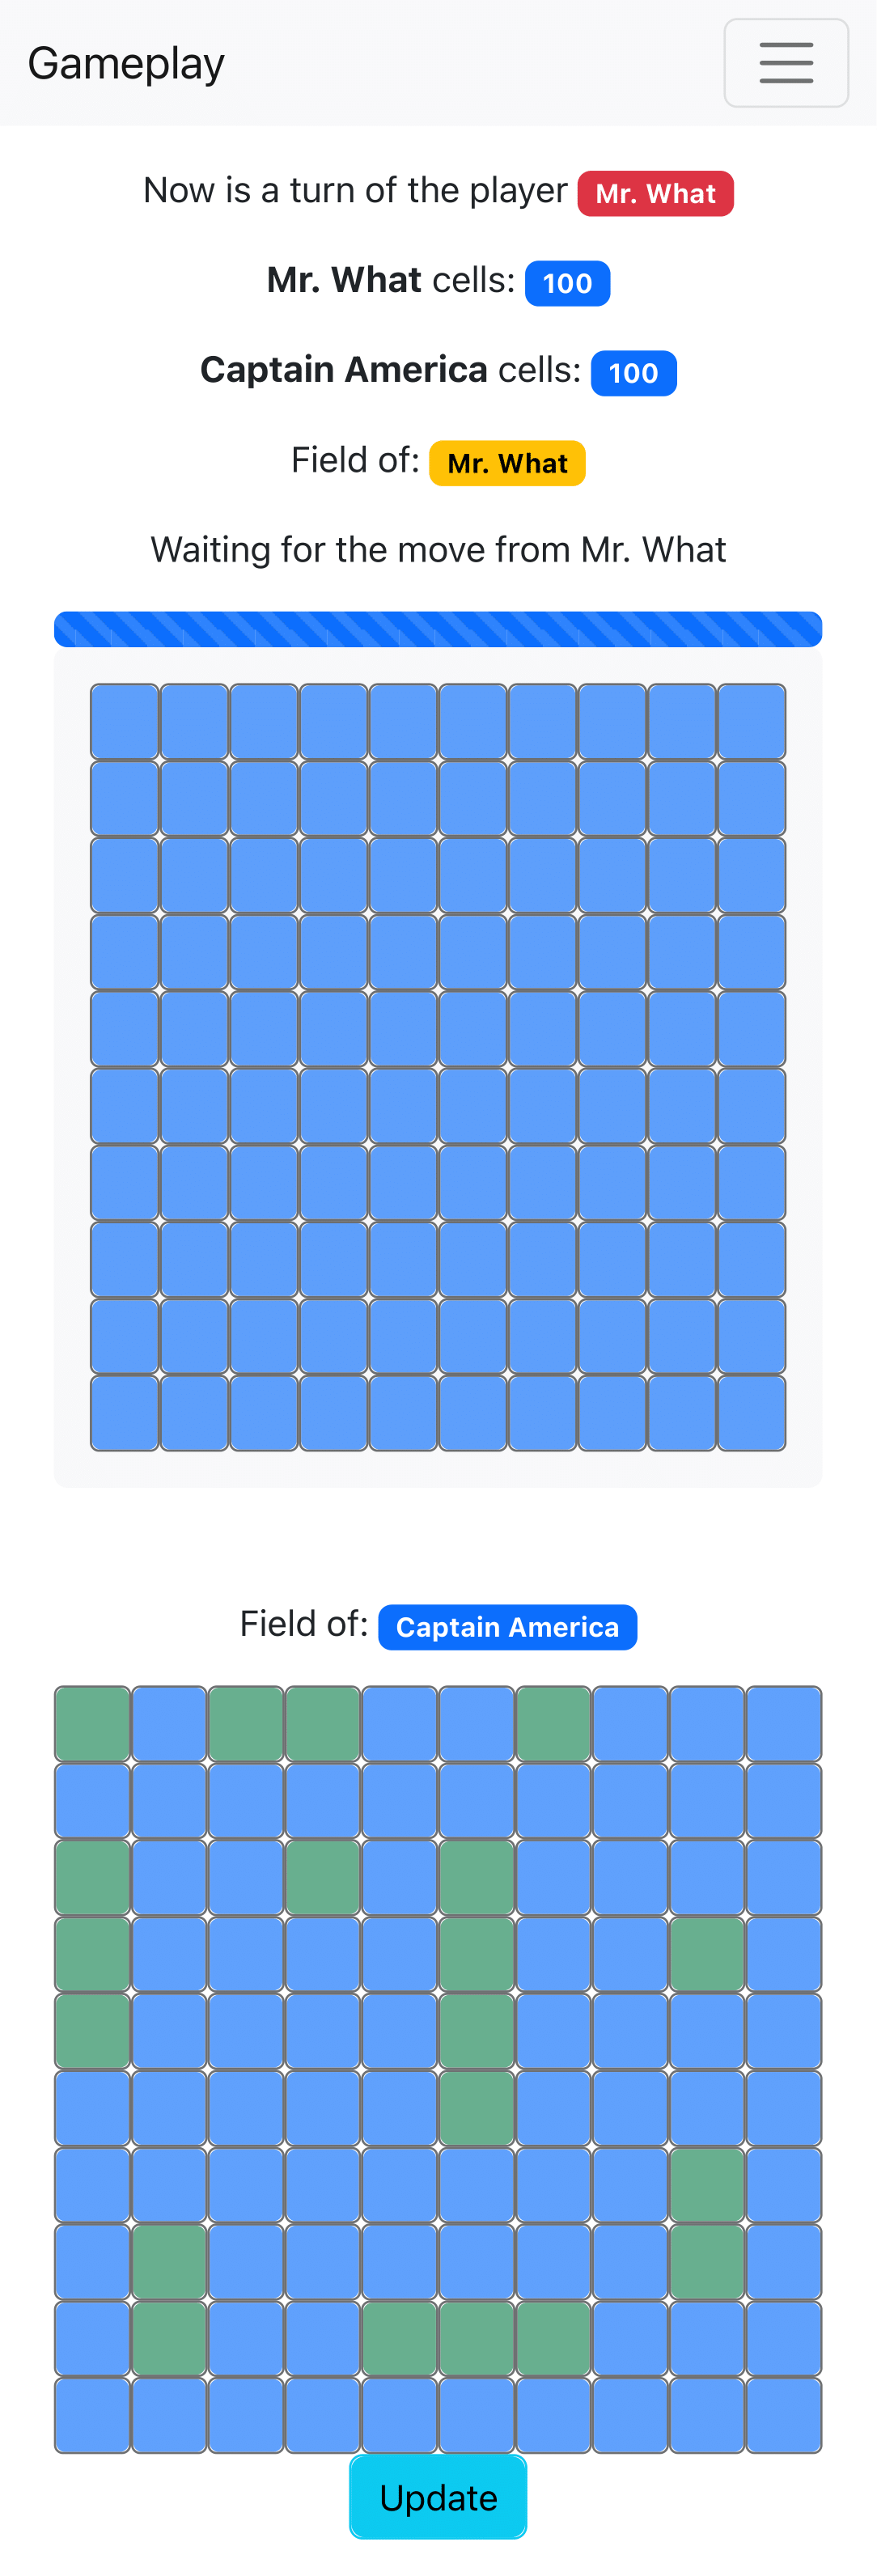 Gameplay
Now is a turn of the player Mr. What
Mr. What cells: 100
Captain America cells: 100
Field of: Mr. What
Waiting for the move from Mr. What
Field of: Captain America
Update